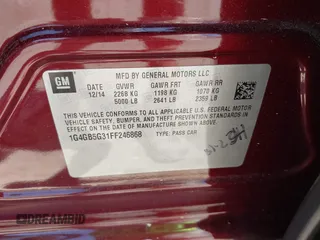 GM
MFD BY GENERAL MOTORS LLC
DATE GVWR GAWR FRT GAWR RR
12/14 2268 KG 1198 KG 1070 KG
5000 LB 2641 LB 2359 LB
THIS VEHICLE CONFORMS TO ALL APPLICABLE U.S. FEDERAL MOTOR
VEHICLE SAFETY, BUMPER, AND THEFT PREVENTION STANDARDS IN EFFECT
ON THE DATE OF MANUFACTURE SHOWN ABOVE.
1G4GB5G31FF246868 TYPE: PASS CAR
DREAMBID